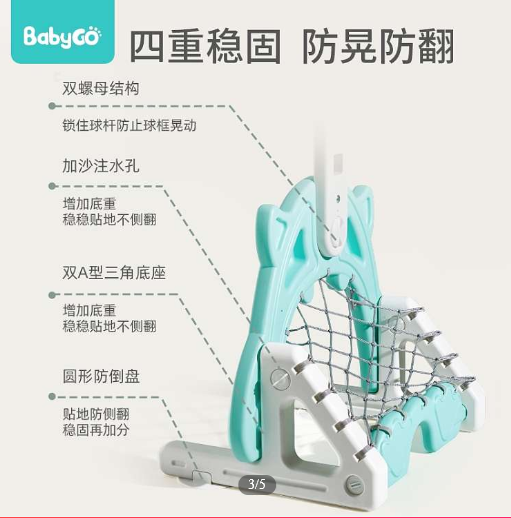 BabyGo
四重稳固 防晃防翻
双螺母结构
锁住球杆防止球框晃动
加沙注水孔
增加底重
稳稳贴地不侧翻
双A型三角底座
增加底重
稳稳贴地不侧翻
圆形防倒盘
贴地防侧翻
稳固再加分
3/5